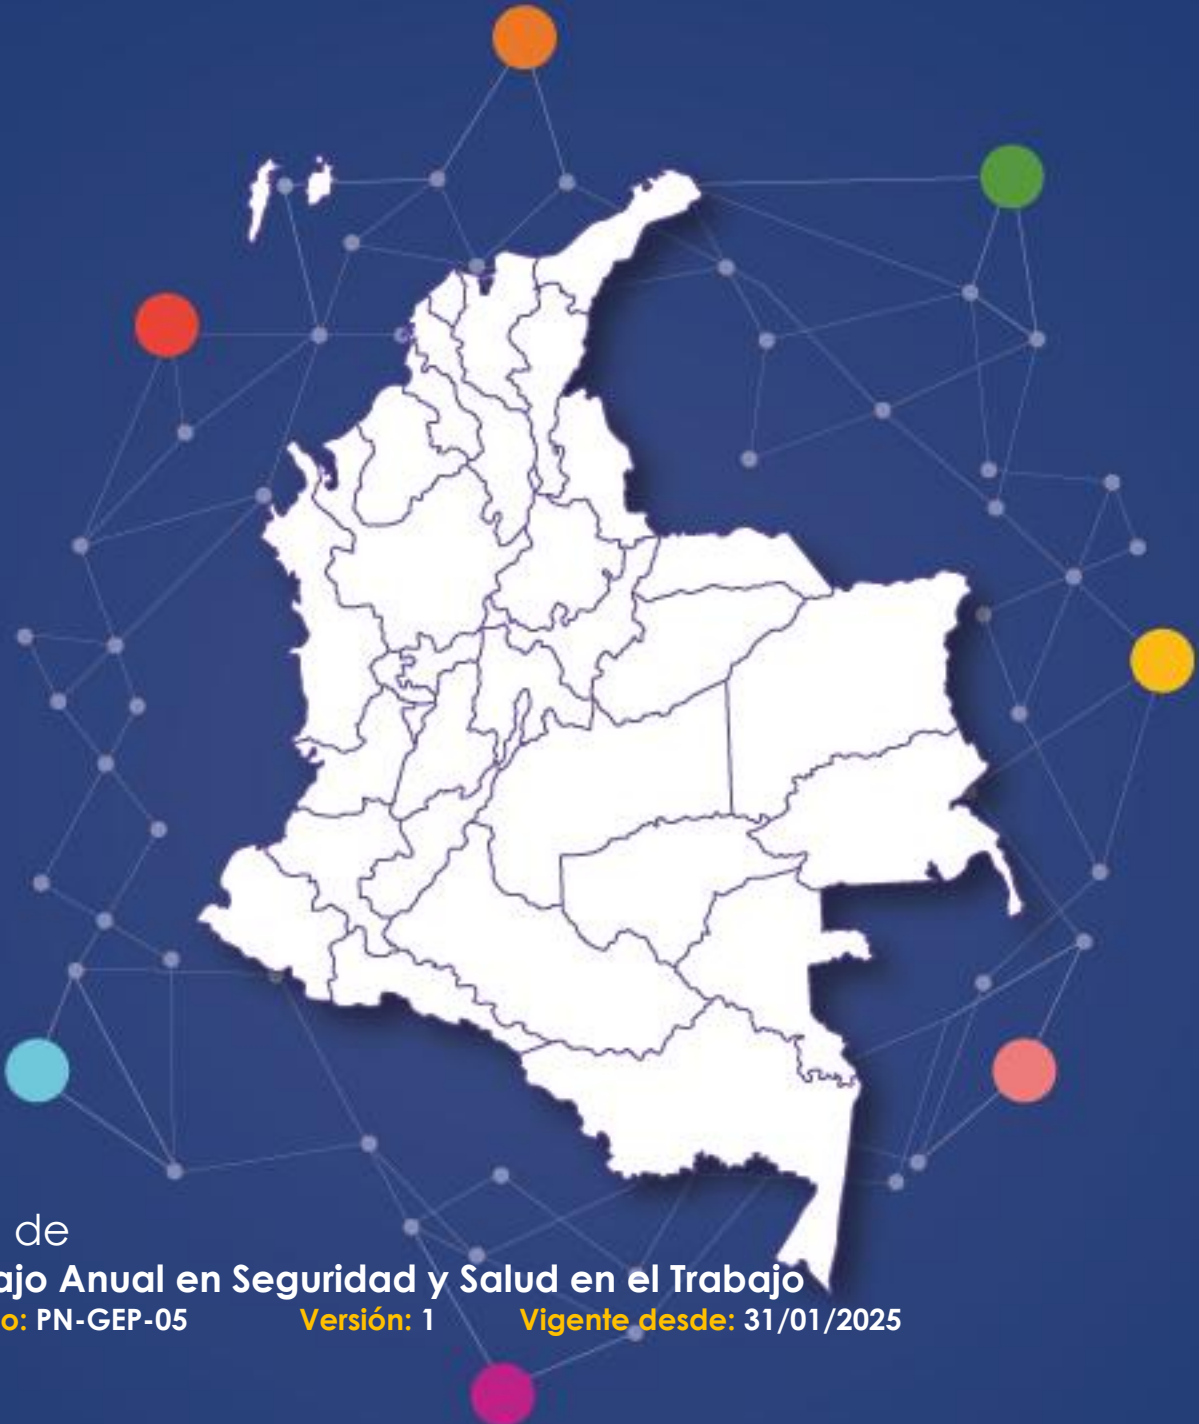 de
ajo Anual en Seguridad y Salud en el Trabajo
o: PN-GEP-05 Versión: 1 Vigente desde: 31/01/2025